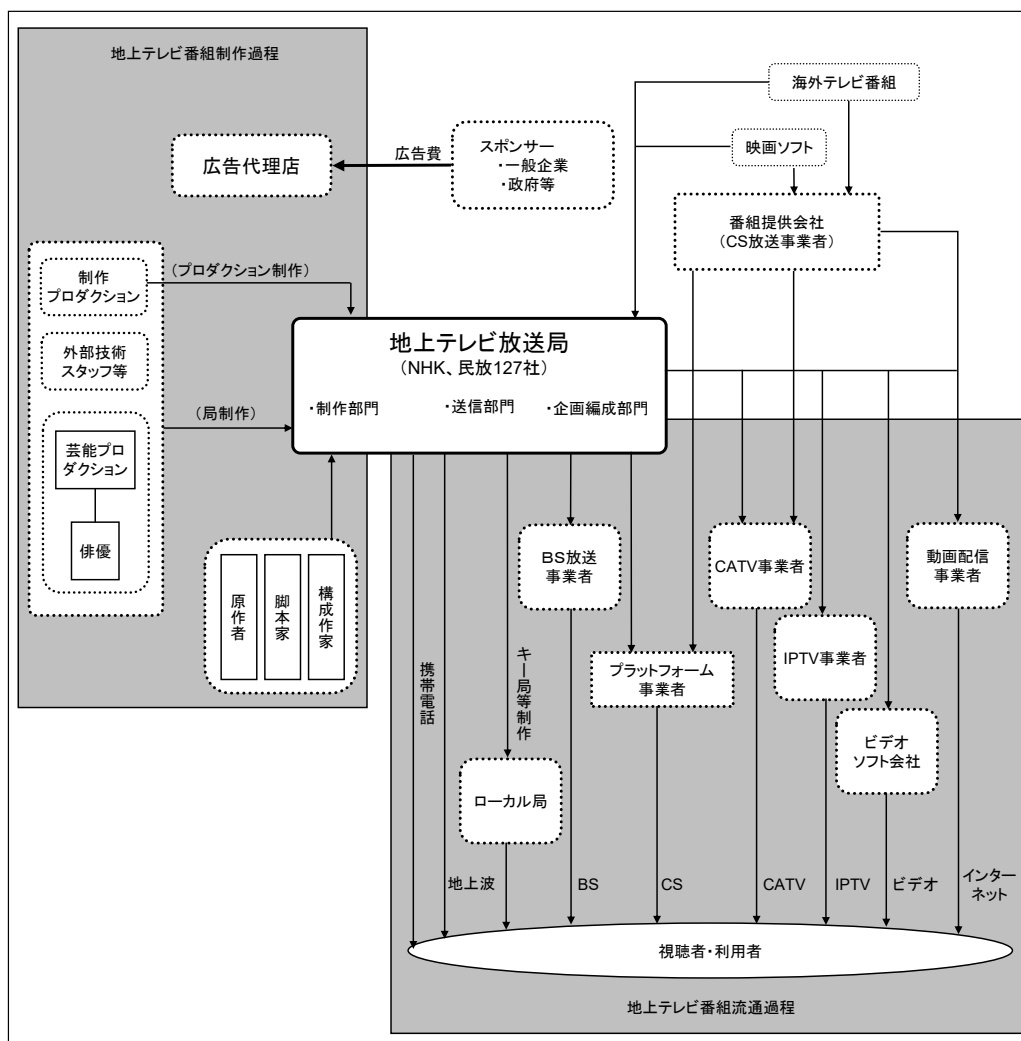 地上テレビ番組制作過程
海外テレビ番組
広告代理店
広告費
スポンサー
・一般企業
・政府等
映画ソフト
番組提供会社
（CS放送事業者）
制作
プロダクション
（プロダクション制作）
外部技術
スタッフ等
地上テレビ放送局
（NHK、民放127社）
・制作部門
・送信部門
・企画編成部門
（局制作）
芸能プロ
ダクション
俳優
原作者
脚本家
構成作家
BS放送
事業者
CATV事業者
動画配信
事業者
携帯電話
キー局等制作
プラットフォーム
事業者
IPTV事業者
ビデオ
ソフト会社
ローカル局
地上波
BS
CS
CATV
IPTV
ビデオ
インター
ネット
視聴者・利用者
地上テレビ番組流通過程